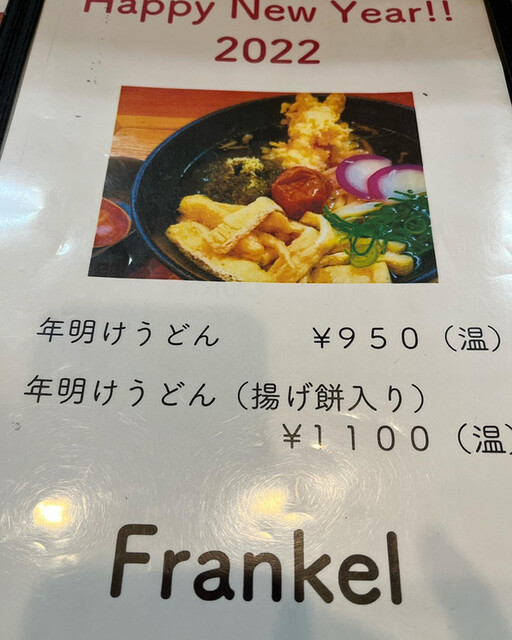 Happy New Year!!
2022
年明けうどん ¥950（温）
年明けうどん（揚げ餅入り）
¥1100（温）
Frankel